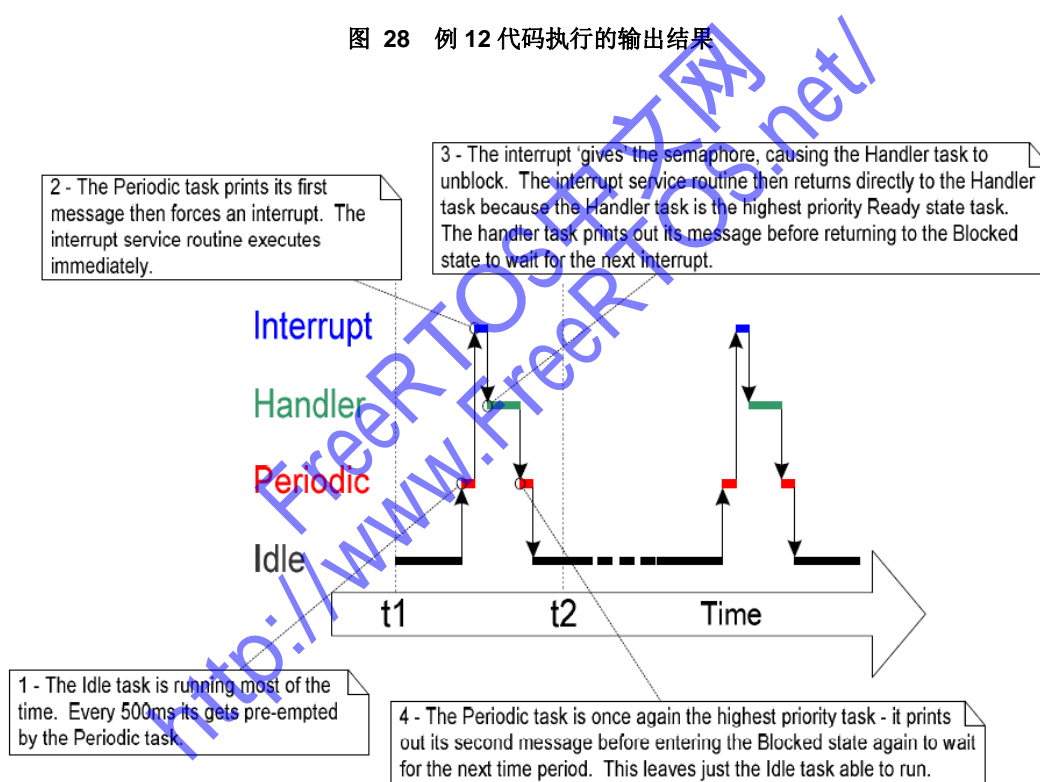 图 28 例 12 代码执行的输出结果
2 - The Periodic task prints its first
message then forces an interrupt. The
interrupt service routine executes
immediately.
3 - The interrupt 'gives' the semaphore, causing the Handler task to
unblock. The interrupt service routine then returns directly to the Handler
task because the Handler task is the highest priority Ready state task.
The handler task prints out its message before returning to the Blocked
state to wait for the next interrupt.
Interrupt
Handler
Periodic
Idle
t1
t2
Time
1 - The Idle task is running most of the
time. Every 500ms its gets pre-empted
by the Periodic task.
4 - The Periodic task is once again the highest priority task - it prints
out its second message before entering the Blocked state again to wait
for the next time period. This leaves just the Idle task able to run.
FreeRTOS中文网
http://www.FreeRTOS.net/